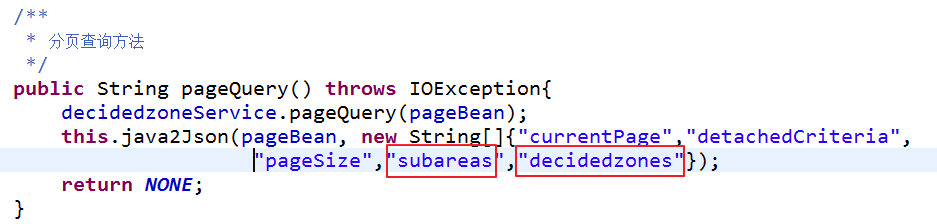 /**
 * 分页查询方法
 */
public String pageQuery() throws IOException{
    decidedzoneService.pageQuery(pageBean);
    this.java2Json(pageBean, new String[]{"currentPage","detachedCriteria",
                    "pageSize","subareas","decidedzones"});
    return NONE;
}